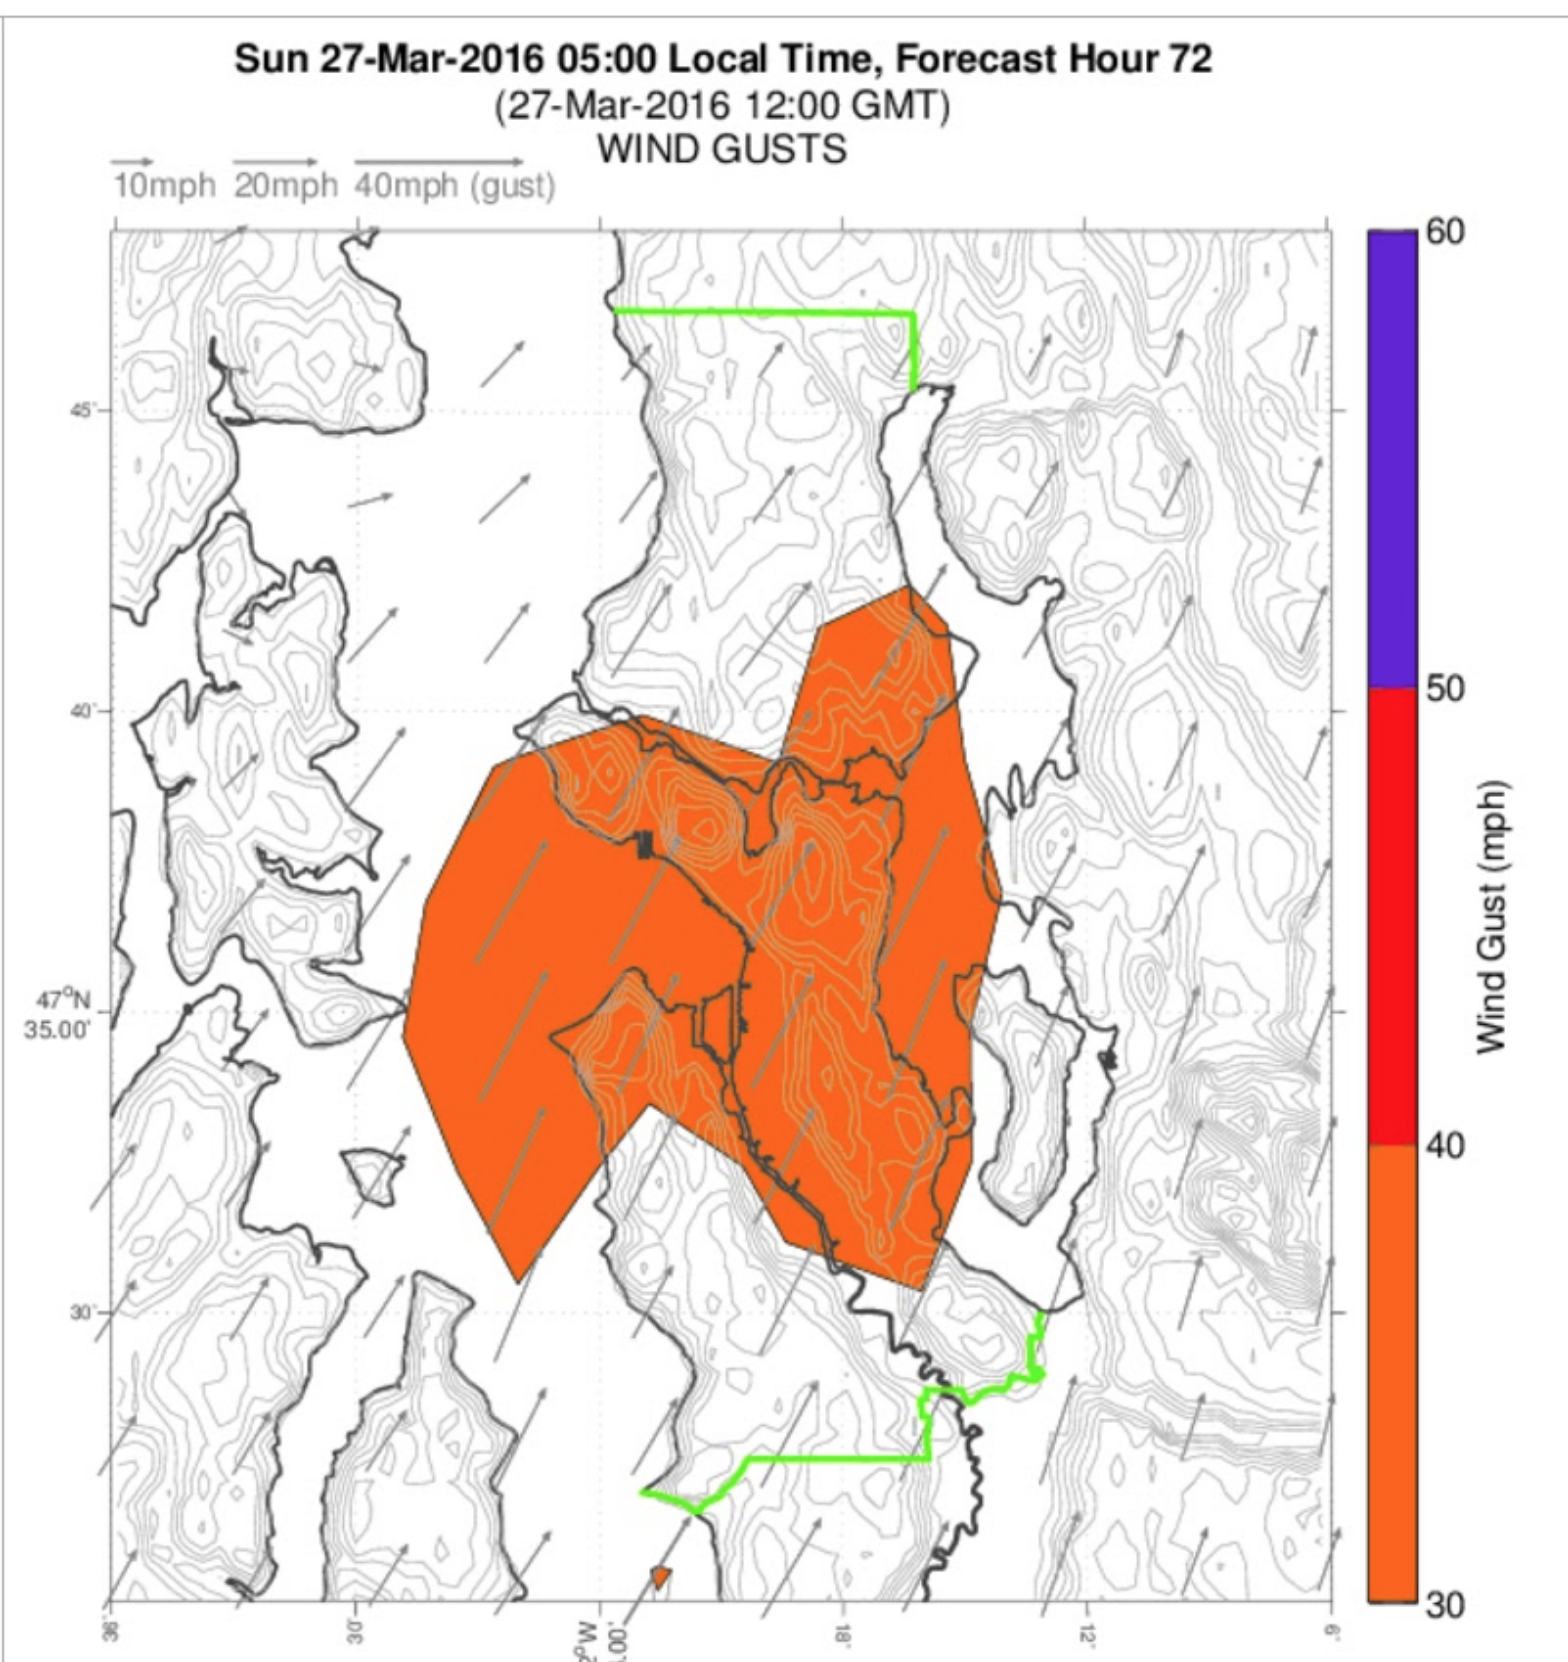 Sun 27-Mar-2016 05:00 Local Time, Forecast Hour 72
(27-Mar-2016 12:00 GMT)
WIND GUSTS
10mph 20mph 40mph (gust)
60
45'
50
40'
47°N
35.00'
Wind Gust (mph)
40
30'
30
36'
30'
18'
12'
6'